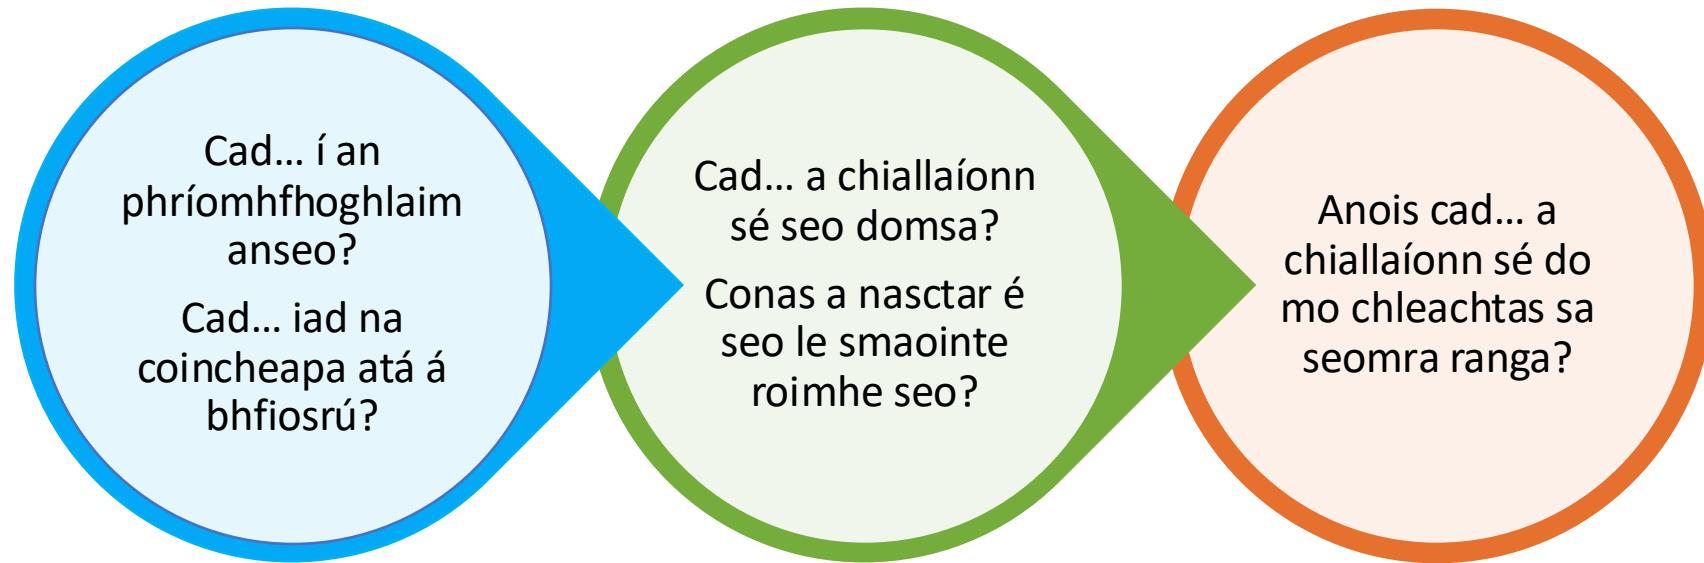 Cad... í an
phríomhfhoghlaim
anseo?
Cad... iad na
coincheapa atá á
bhfiosrú?
Cad... a chiallaíonn
sé seo domsa?
Conas a nasctar é
seo le smaointe
roimhe seo?
Anois cad... a
chiallaíonn sé do
mo chleachtas sa
seomra ranga?